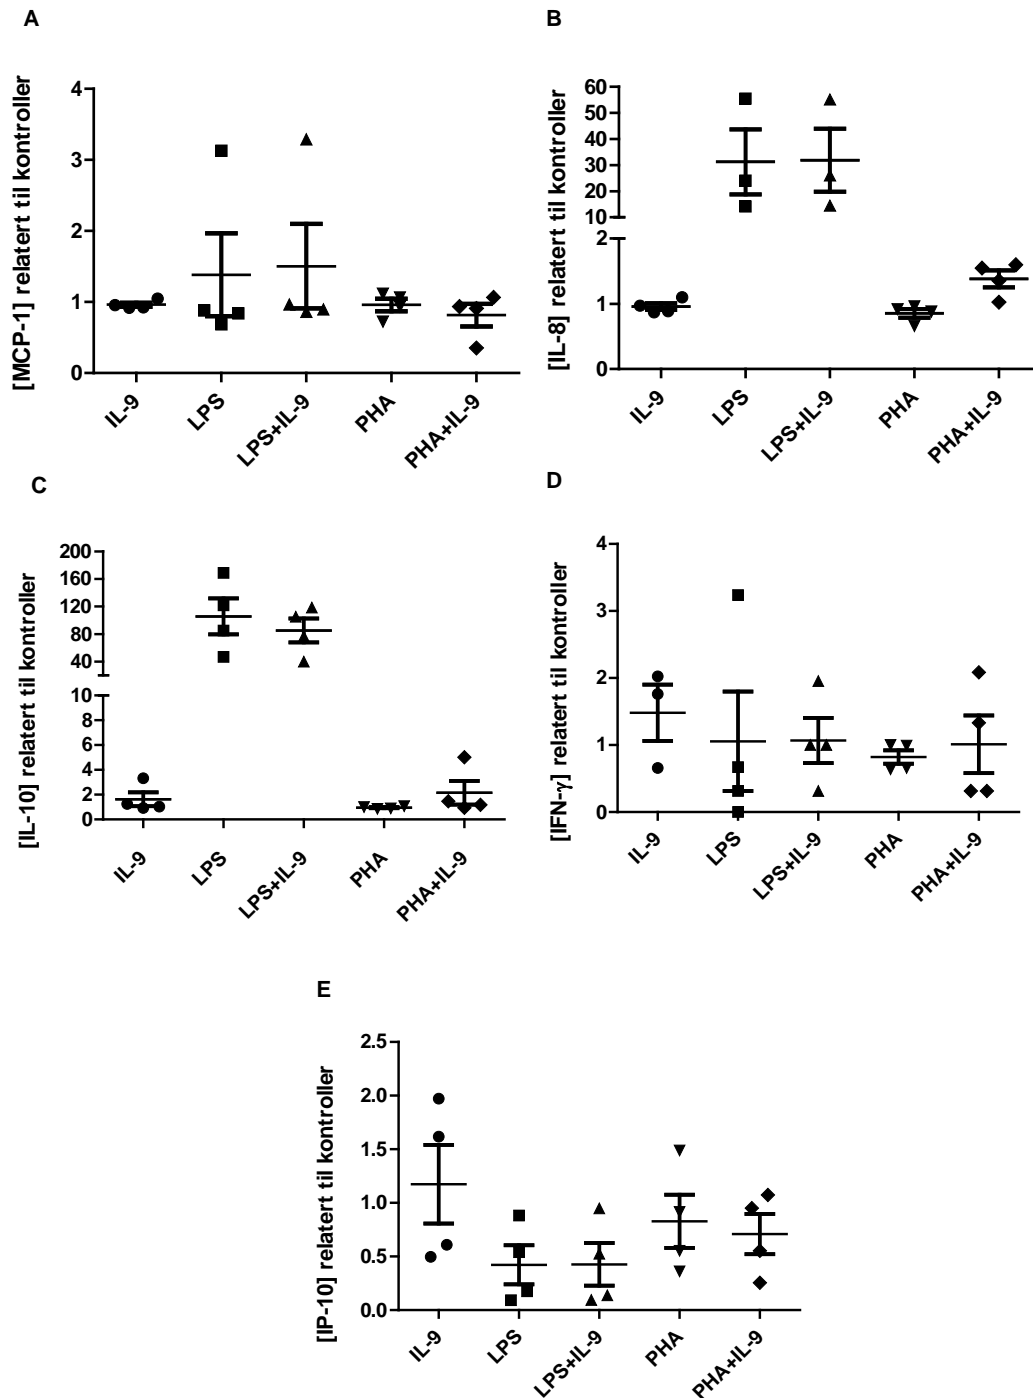 A
[MCP-1] relatert til kontroller
4
3
2
1
0
IL-9
LPS
LPS+IL-9
PHA
PHA+IL-9
B
[IL-8] relatert til kontroller
60
50
40
30
20
10
2
1
0
IL-9
LPS
LPS+IL-9
PHA
PHA+IL-9
C
[IL-10] relatert til kontroller
200
160
120
80
40
10
8
6
4
2
0
IL-9
LPS
LPS+IL-9
PHA
PHA+IL-9
D
[IFN-γ] relatert til kontroller
4
3
2
1
0
IL-9
LPS
LPS+IL-9
PHA
PHA+IL-9
E
[IP-10] relatert til kontroller
2.5
2.0
1.5
1.0
0.5
0.0
IL-9
LPS
LPS+IL-9
PHA
PHA+IL-9